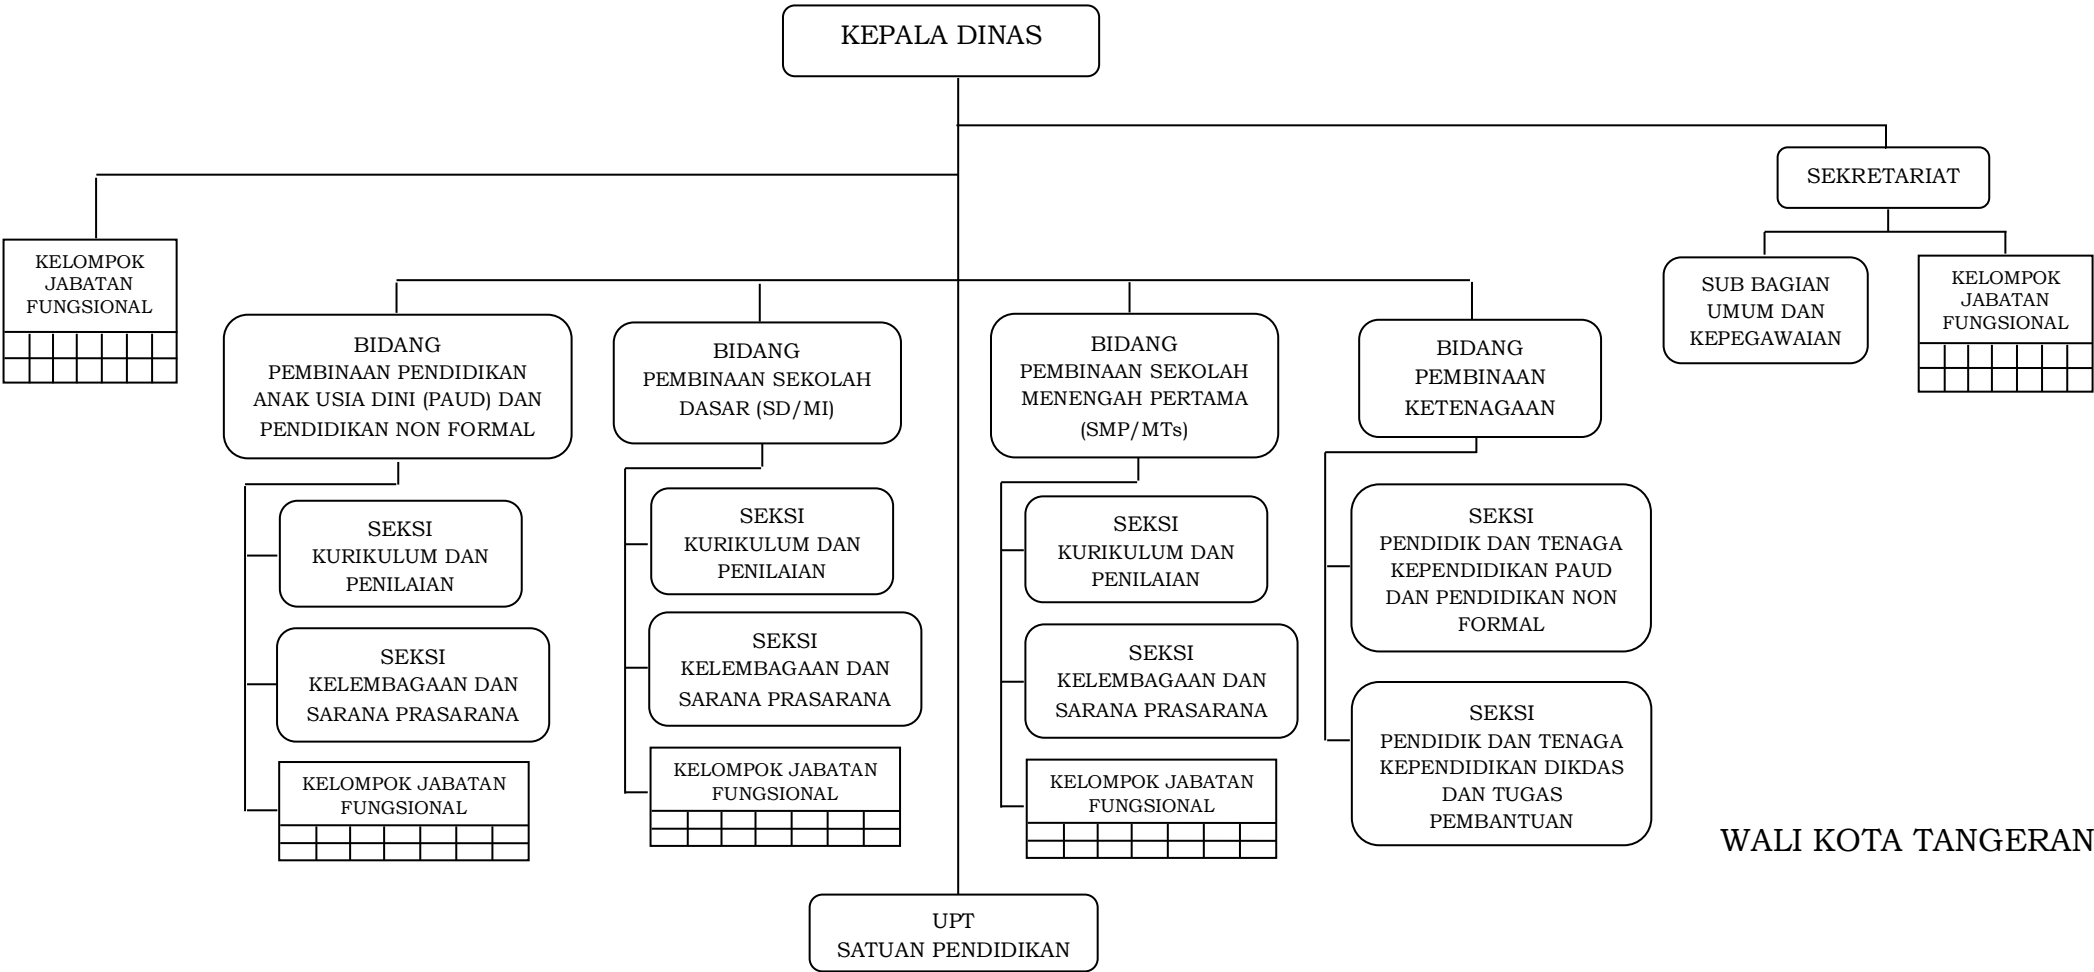 KEPALA DINAS
SEKRETARIAT
KELOMPOK
JABATAN
FUNGSIONAL
SUB BAGIAN
UMUM DAN
KEPEGAWAIAN
KELOMPOK
JABATAN
FUNGSIONAL
BIDANG
PEMBINAAN PENDIDIKAN
ANAK USIA DINI (PAUD) DAN
PENDIDIKAN NON FORMAL
BIDANG
PEMBINAAN SEKOLAH
DASAR (SD/MI)
BIDANG
PEMBINAAN SEKOLAH
MENENGAH PERTAMA
(SMP/MTs)
BIDANG
PEMBINAAN
KETENAGAAN
SEKSI
KURIKULUM DAN
PENILAIAN
SEKSI
KELEMBAGAAN DAN
SARANA PRASARANA
KELOMPOK JABATAN
FUNGSIONAL
SEKSI
KURIKULUM DAN
PENILAIAN
SEKSI
KELEMBAGAAN DAN
SARANA PRASARANA
KELOMPOK JABATAN
FUNGSIONAL
SEKSI
KURIKULUM DAN
PENILAIAN
SEKSI
KELEMBAGAAN DAN
SARANA PRASARANA
KELOMPOK JABATAN
FUNGSIONAL
SEKSI
PENDIDIK DAN TENAGA
KEPENDIDIKAN PAUD
DAN PENDIDIKAN NON
FORMAL
SEKSI
PENDIDIK DAN TENAGA
KEPENDIDIKAN DIKDAS
DAN TUGAS
PEMBANTUAN
WALI KOTA TANGERAN
UPT
SATUAN PENDIDIKAN